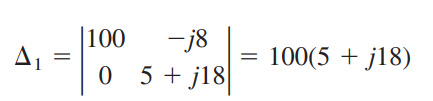 Δ₁ = |100 −j8| = 100(5 + j18)
|0 5 + j18|